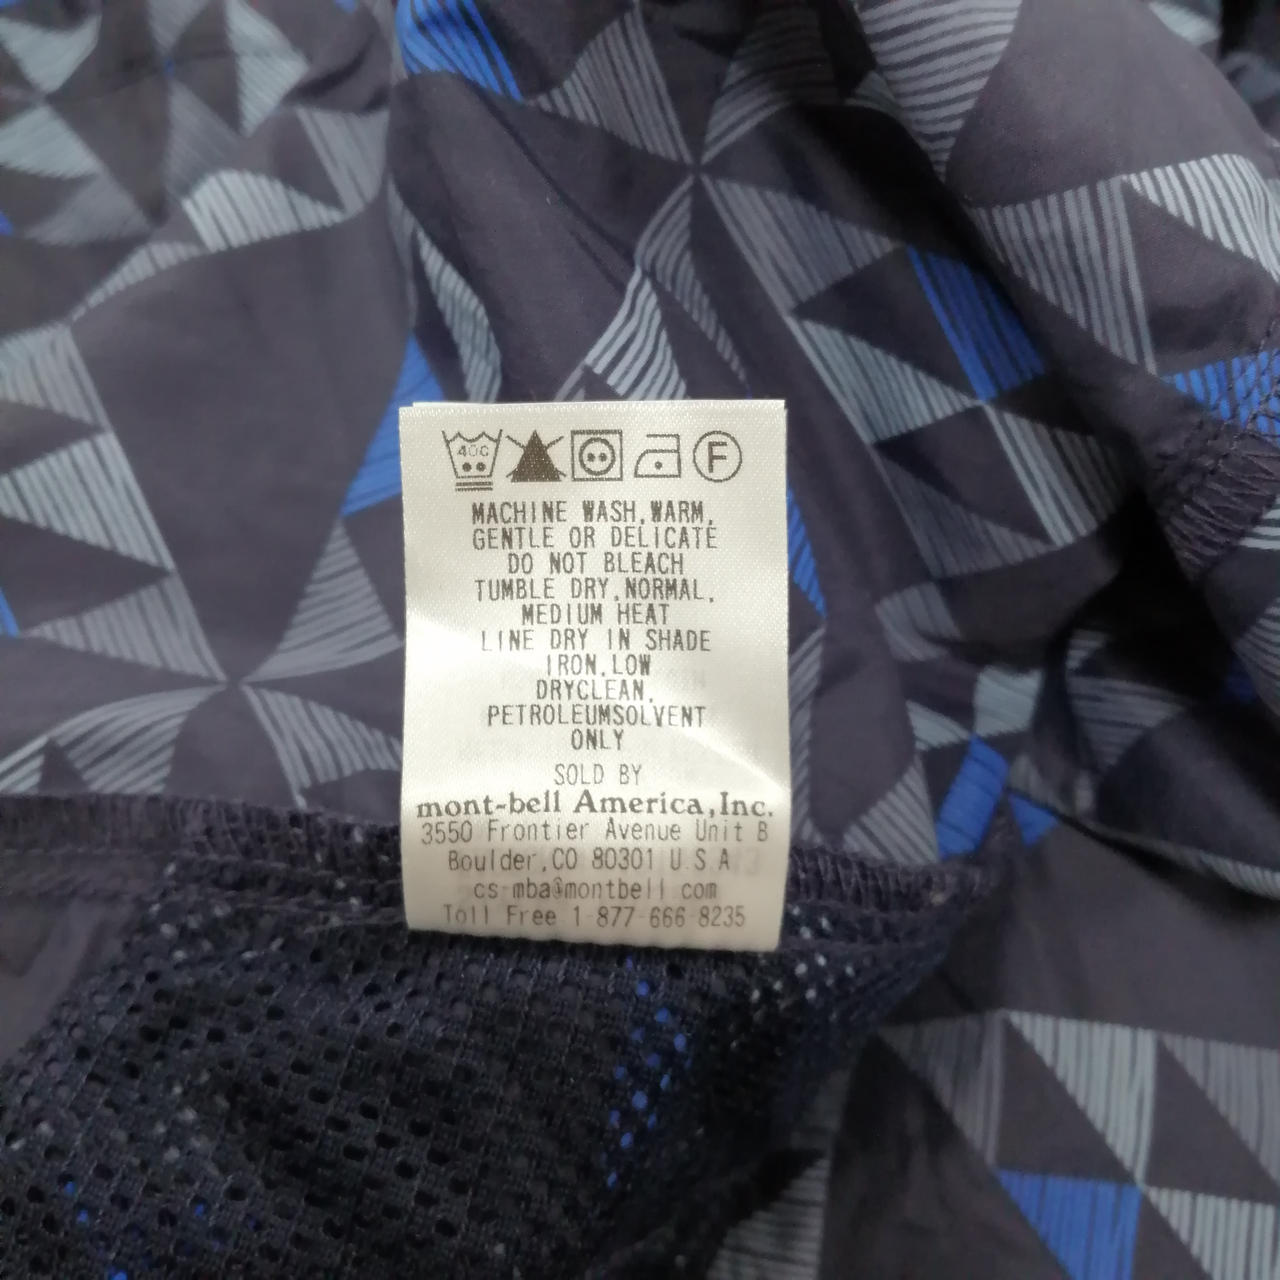 40C
F
MACHINE WASH,WARM,
GENTLE OR DELICATE
DO NOT BLEACH
TUMBLE DRY,NORMAL,
MEDIUM HEAT
LINE DRY IN SHADE
IRON,LOW
DRYCLEAN,
PETROLEUMSOLVENT
ONLY
SOLD BY
mont-bell America,Inc.
3550 Frontier Avenue Unit B
Boulder,CO 80301 U S A
cs-mba@montbell com
Toll Free 1-877-666-8235